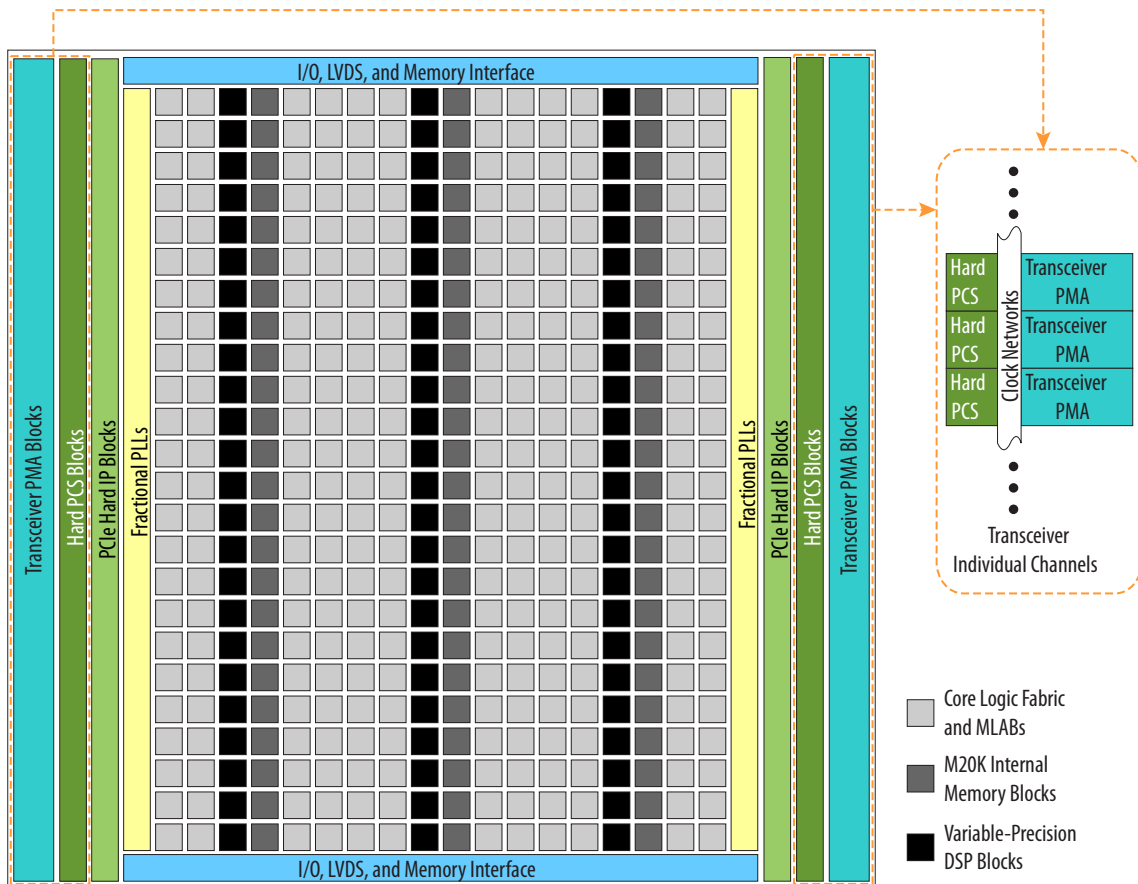 I/O, LVDS, and Memory Interface
Transceiver PMA Blocks
Hard PCS Blocks
PCIe Hard IP Blocks
Fractional PLLs
Fractional PLLs
PCIe Hard IP Blocks
Hard PCS Blocks
Transceiver PMA Blocks
I/O, LVDS, and Memory Interface
Hard
PCS
Transceiver
PMA
Hard
PCS
Transceiver
PMA
Hard
PCS
Transceiver
PMA
Clock Networks
Transceiver
Individual Channels
Core Logic Fabric
and MLABs
M20K Internal
Memory Blocks
Variable-Precision
DSP Blocks